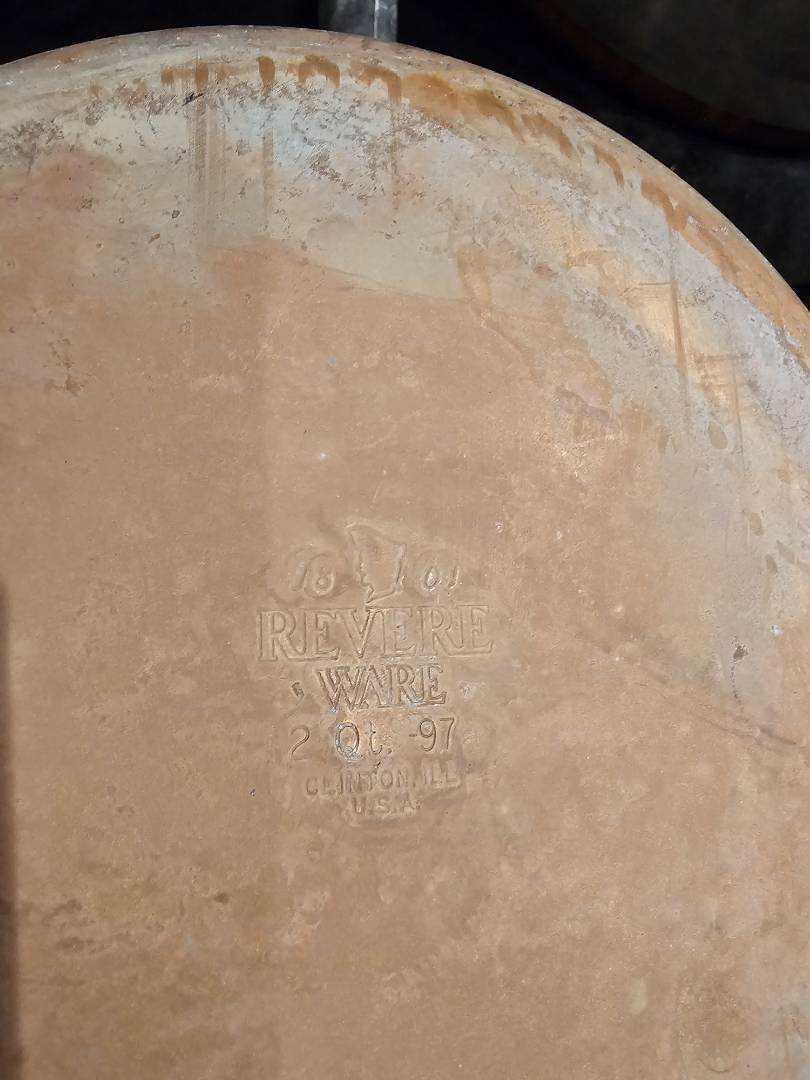 18 01
REVERE
WARE
2 Qt. -97
CLINTON, ILL
U.S.A.